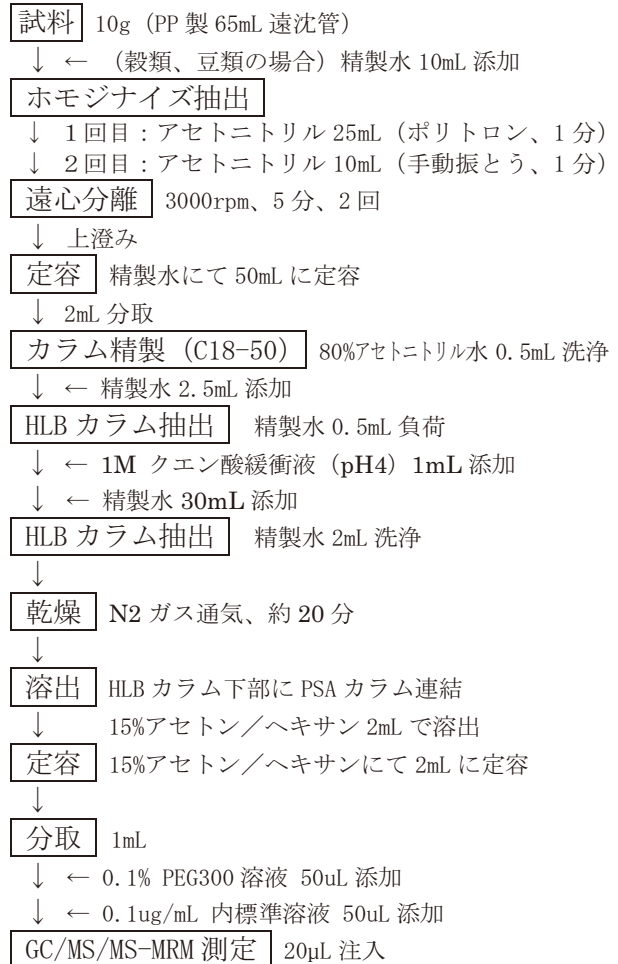 試料 10g (PP 製 65mL 遠沈管)
↓ ← (穀類、豆類の場合) 精製水 10mL 添加
ホモジナイズ抽出
↓ 1回目：アセトニトリル 25mL (ポリトロン、1分)
↓ 2回目：アセトニトリル 10mL (手動振とう、1分)
遠心分離 3000rpm、5分、2回
↓ 上澄み
定容 精製水にて 50mL に定容
↓ 2mL 分取
カラム精製 (C18-50) 80%アセトニトリル水 0.5mL 洗浄
↓ ← 精製水 2.5mL 添加
HLB カラム抽出 精製水 0.5mL 負荷
↓ ← 1M クエン酸緩衝液 (pH4) 1mL 添加
↓ ← 精製水 30mL 添加
HLB カラム抽出 精製水 2mL 洗浄
↓
乾燥 N2 ガス通気、約 20 分
↓
溶出 HLB カラム下部に PSA カラム連結
↓ 15%アセトン／ヘキサン 2mL で溶出
定容 15%アセトン／ヘキサンにて 2mL に定容
↓
分取 1mL
↓ ← 0.1% PEG300 溶液 50uL 添加
↓ ← 0.1ug/mL 内標準溶液 50uL 添加
GC/MS/MS-MRM 測定 20μL 注入